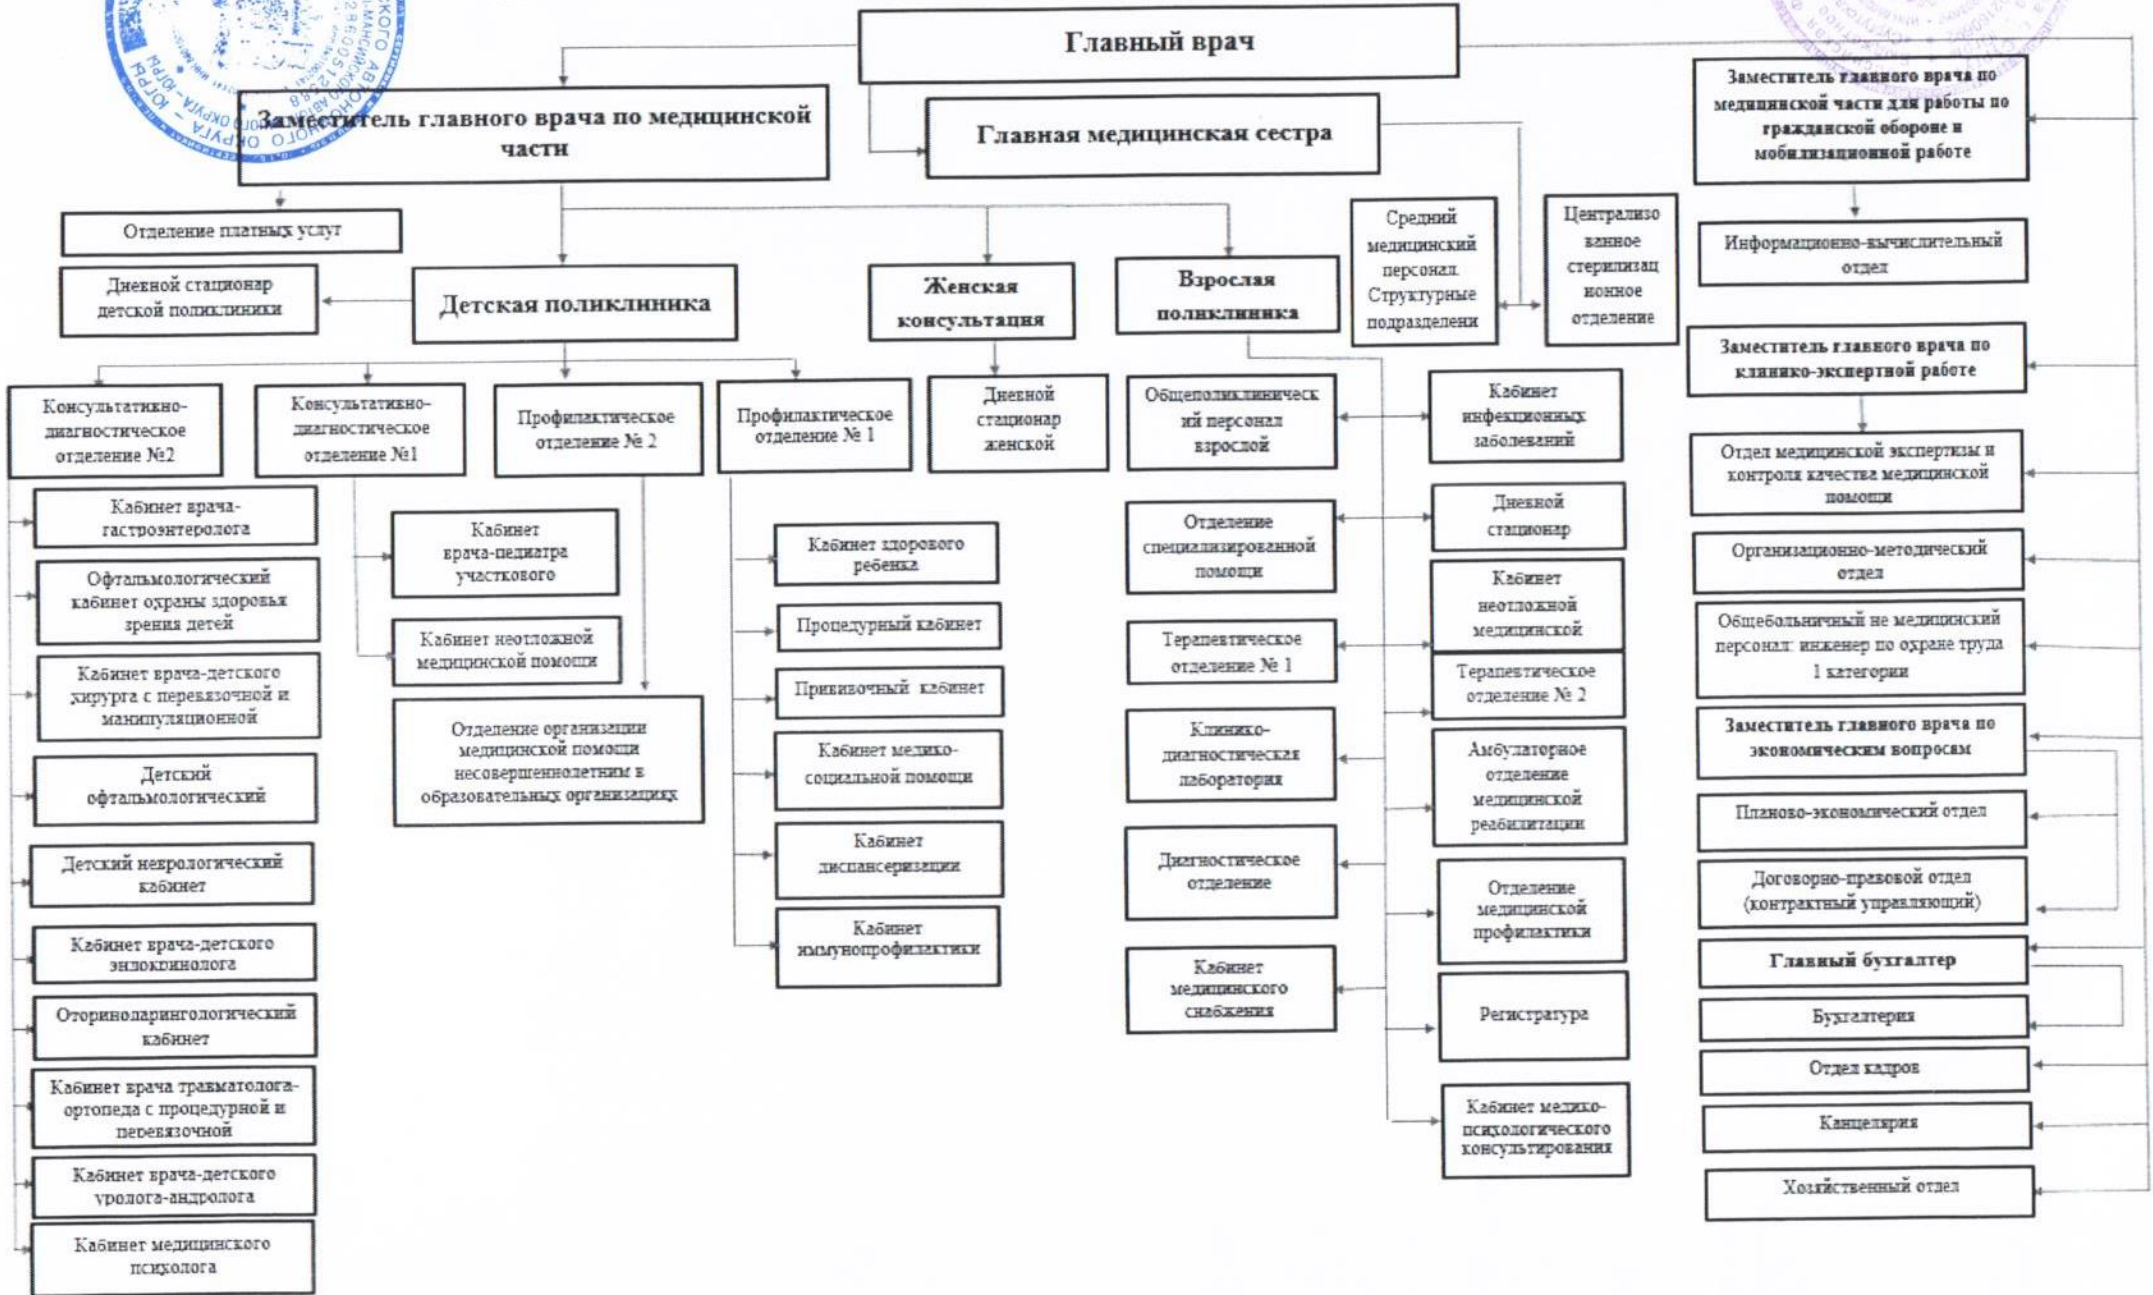 Главный врач
Заместитель главного врача по медицинской
части
Главная медицинская сестра
Заместитель главного врача по
медицинской части для работы по
гражданской обороне и
мобилизационной работе
Отделение платных услуг
Средний
медицинский
персонал.
Структурные
подразделени
Централизо
ванное
стерилизац
ионное
отделение
Информационно-вычислительный
отдел
Дневной стационар
детской поликлиники
Детская поликлиника
Женская
консультация
Взрослая
поликлиника
Заместитель главного врача по
клинико-экспертной работе
Консультативно-
диагностическое
отделение №2
Консультативно-
диагностическое
отделение №1
Профилактическое
отделение № 2
Профилактическое
отделение № 1
Дневной
стационар
женской
Общеполиклиническ
ий персонал
взрослой
Кабинет
инфекционных
заболеваний
Отдел медицинской экспертизы и
контроля качества медицинской
помощи
Кабинет врача-
гастроэнтеролога
Офтальмологический
кабинет охраны здоровья
зрения детей
Кабинет врача-детского
хирурга с перевязочной и
манипуляционной
Детский
офтальмологический
Детский неврологический
кабинет
Кабинет врача-детского
эндокринолога
Оториноларингологический
кабинет
Кабинет врача травматолога-
ортопеда с процедурной и
перевязочной
Кабинет врача-детского
уролога-андролога
Кабинет медицинского
психолога
Кабинет
врача-педиатра
участкового
Кабинет неотложной
медицинской помощи
Отделение организации
медицинской помощи
несовершеннолетним в
образовательных организациях
Кабинет здорового
ребенка
Процедурный кабинет
Прививочный кабинет
Кабинет медико-
социальной помощи
Кабинет
диспансеризации
Кабинет
иммунопрофилактики
Отделение
специализированной
помощи
Терапевтическое
отделение № 1
Клинико-
диагностическая
лаборатория
Диагностическое
отделение
Кабинет
медицинского
снабжения
Дневной
стационар
Кабинет
неотложной
медицинской
Терапевтическое
отделение № 2
Амбулаторное
отделение
медицинской
реабилитации
Отделение
медицинской
профилактики
Регистратура
Кабинет медико-
психологического
консультирования
Организационно-методический
отдел
Общебольничный не медицинский
персонал: инженер по охране труда
1 категории
Заместитель главного врача по
экономическим вопросам
Планово-экономический отдел
Договорно-правовой отдел
(контрактный управляющий)
Главный бухгалтер
Бухгалтерия
Отдел кадров
Канцелярия
Хозяйственный отдел